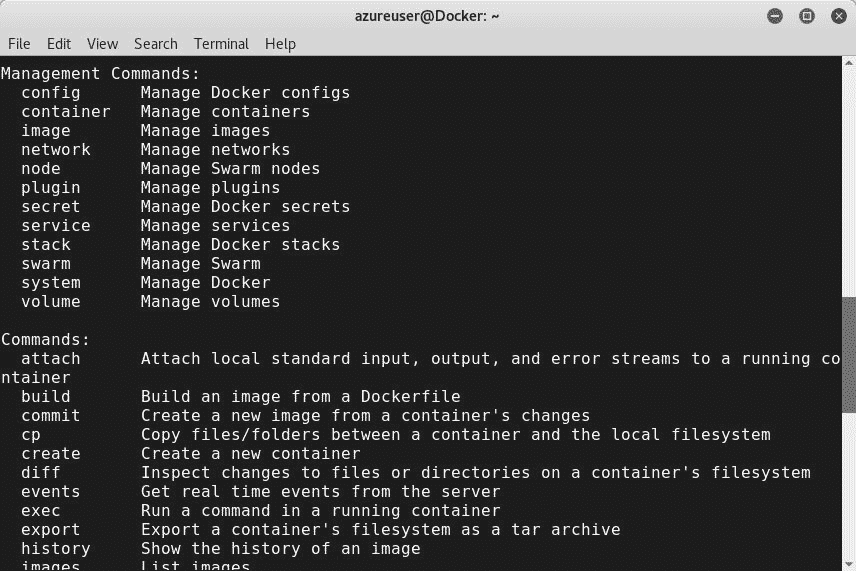 azureuser@Docker: ~
File Edit View Search Terminal Help
Management Commands:
  config      Manage Docker configs
  container   Manage containers
  image       Manage images
  network     Manage networks
  node        Manage Swarm nodes
  plugin      Manage plugins
  secret      Manage Docker secrets
  service     Manage services
  stack       Manage Docker stacks
  swarm       Manage Swarm
  system      Manage Docker
  volume      Manage volumes

Commands:
  attach      Attach local standard input, output, and error streams to a running co
ntainer
  build       Build an image from a Dockerfile
  commit      Create a new image from a container's changes
  cp          Copy files/folders between a container and the local filesystem
  create      Create a new container
  diff        Inspect changes to files or directories on a container's filesystem
  events      Get real time events from the server
  exec        Run a command in a running container
  export      Export a container's filesystem as a tar archive
  history     Show the history of an image
  images      List images